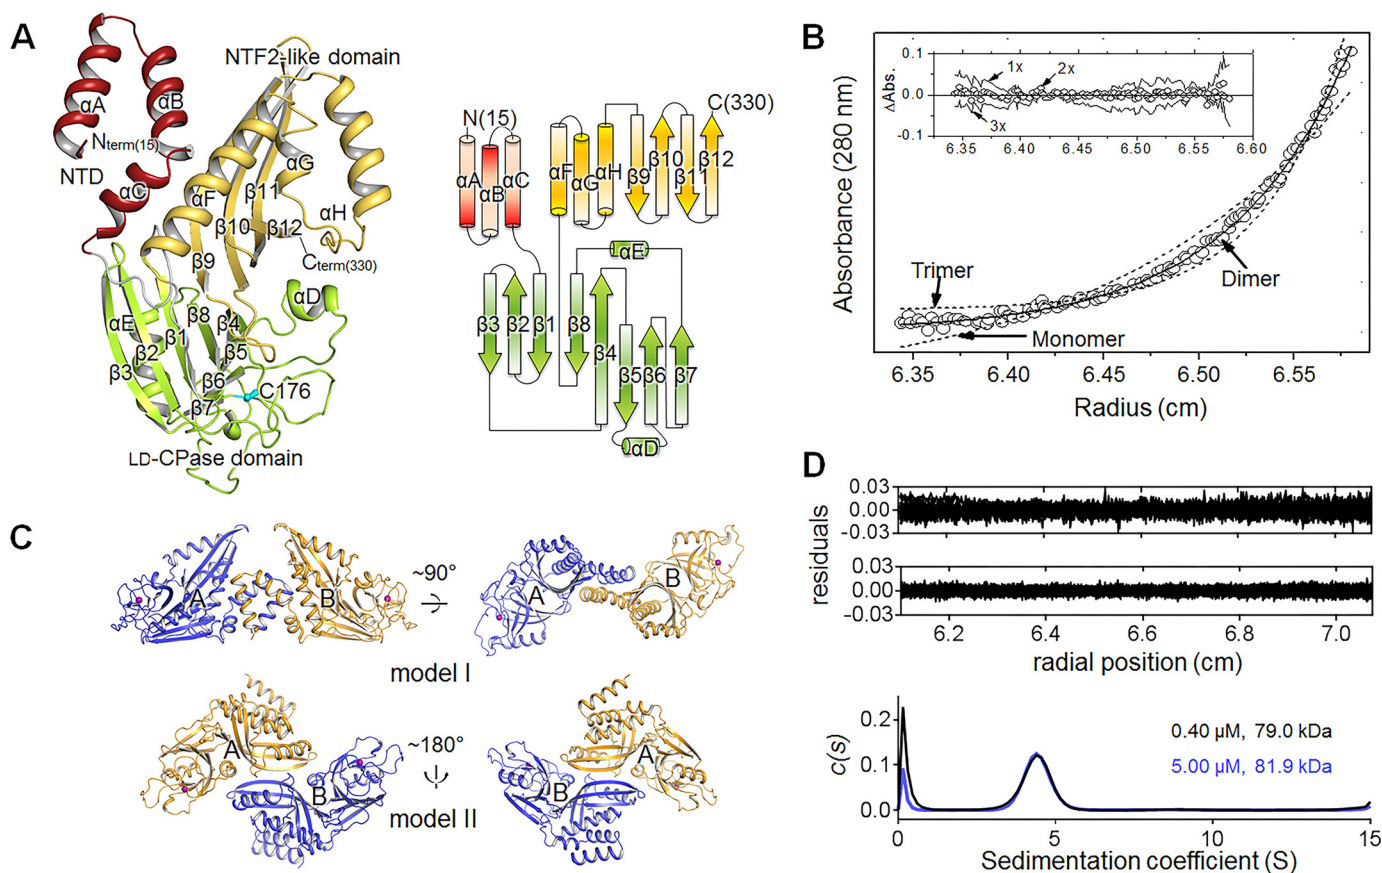 A
NTF2-like domain
αA
αB
Nterm(15)
NTD
αC
αG
αF
β11
αH
β10
β12
Cterm(330)
β9
αD
αE
β8
β4
β1
β2
β5
β3
β6
C176
β7
LD-CPase domain
N(15)
C(330)
αA
αB
αC
αF
αG
αH
β9
β10
β11
β12
αE
β3
β2
β1
β8
β4
β5
β6
β7
αD
B
Absorbance (280 nm)
ΔAbs.
0.1
0.0
-0.1
1x
2x
3x
6.35
6.40
6.45
6.50
6.55
6.60
Trimer
Dimer
Monomer
6.35
6.40
6.45
6.50
6.55
Radius (cm)
C
A
B
~90°
A
B
model I
A
B
~180°
A
B
model II
D
residuals
0.03
0.00
-0.03
0.03
0.00
-0.03
6.2
6.4
6.6
6.8
7.0
radial position (cm)
c(s)
0.2
0.1
0.0
0.40 µM, 79.0 kDa
5.00 µM, 81.9 kDa
0
5
10
15
Sedimentation coefficient (S)